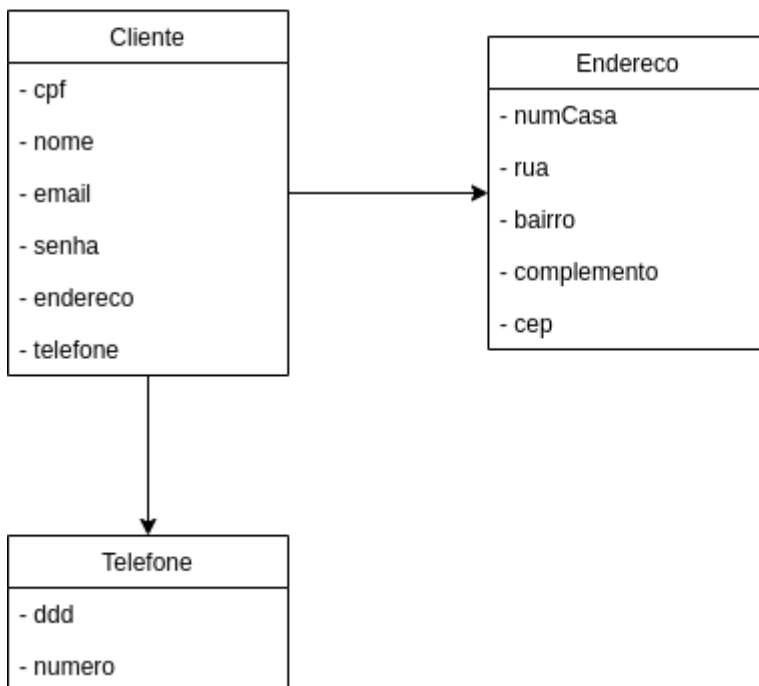 Cliente
- cpf
- nome
- email
- senha
- endereco
- telefone
Endereco
- numCasa
- rua
- bairro
- complemento
- cep
Telefone
- ddd
- numero